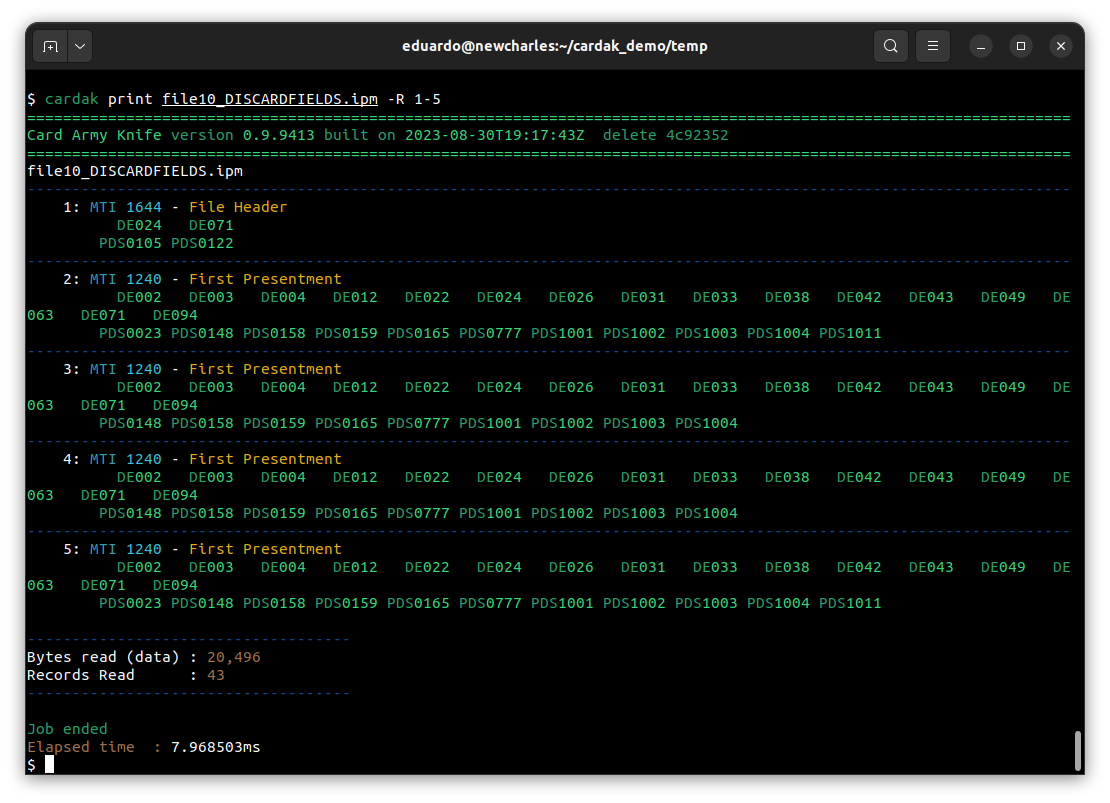 eduardo@newcharles:~/cardak_demo/temp
$ cardak print file10_DISCARDFIELDS.ipm -R 1-5
====================================================================================================================
Card Army Knife version 0.9.9413 built on 2023-08-30T19:17:43Z  delete 4c92352
====================================================================================================================
file10_DISCARDFIELDS.ipm
--------------------------------------------------------------------------------------------------------------------
    1: MTI 1644 - File Header
          DE024   DE071
        PDS0105 PDS0122
--------------------------------------------------------------------------------------------------------------------
    2: MTI 1240 - First Presentment
          DE002   DE003   DE004   DE012   DE022   DE024   DE026   DE031   DE033   DE038   DE042   DE043   DE049   DE
063   DE071   DE094
        PDS0023 PDS0148 PDS0158 PDS0159 PDS0165 PDS0777 PDS1001 PDS1002 PDS1003 PDS1004 PDS1011
--------------------------------------------------------------------------------------------------------------------
    3: MTI 1240 - First Presentment
          DE002   DE003   DE004   DE012   DE022   DE024   DE026   DE031   DE033   DE038   DE042   DE043   DE049   DE
063   DE071   DE094
        PDS0148 PDS0158 PDS0159 PDS0165 PDS0777 PDS1001 PDS1002 PDS1003 PDS1004
--------------------------------------------------------------------------------------------------------------------
    4: MTI 1240 - First Presentment
          DE002   DE003   DE004   DE012   DE022   DE024   DE026   DE031   DE033   DE038   DE042   DE043   DE049   DE
063   DE071   DE094
        PDS0148 PDS0158 PDS0159 PDS0165 PDS0777 PDS1001 PDS1002 PDS1003 PDS1004
--------------------------------------------------------------------------------------------------------------------
    5: MTI 1240 - First Presentment
          DE002   DE003   DE004   DE012   DE022   DE024   DE026   DE031   DE033   DE038   DE042   DE043   DE049   DE
063   DE071   DE094
        PDS0023 PDS0148 PDS0158 PDS0159 PDS0165 PDS0777 PDS1001 PDS1002 PDS1003 PDS1004 PDS1011
------------------------------------
Bytes read (data) : 20,496
Records Read      : 43
------------------------------------
Job ended
Elapsed time  : 7.968503ms
$